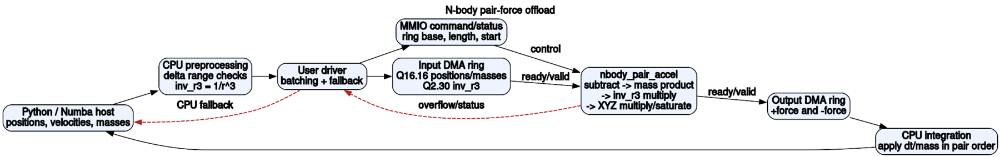 N-body pair-force offload
MMIO command/status
ring base, length, start
control
CPU preprocessing
delta range checks
inv_r3 = 1/r^3
User driver
batching + fallback
Input DMA ring
Q16.16 positions/masses
Q2.30 inv_r3
ready/valid
nbody_pair_accel
subtract -> mass product
-> inv_r3 multiply
-> XYZ multiply/saturate
ready/valid
Output DMA ring
+force and -force
CPU fallback
overflow/status
Python / Numba host
positions, velocities, masses
CPU integration
apply dt/mass in pair order